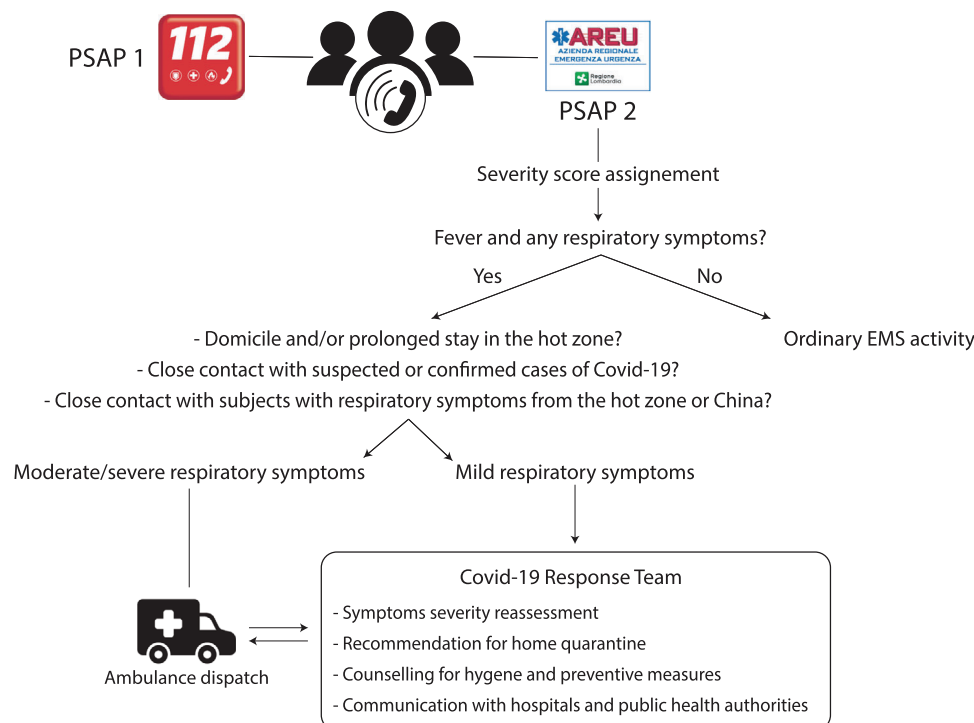 PSAP 1
112
AREU
AZIENDA REGIONALE
EMERGENZA URGENZA
Regione
Lombardia
PSAP 2
Severity score assignement
Fever and any respiratory symptoms?
Yes
No
- Domicile and/or prolonged stay in the hot zone?
Ordinary EMS activity
- Close contact with suspected or confirmed cases of Covid-19?
- Close contact with subjects with respiratory symptoms from the hot zone or China?
Moderate/severe respiratory symptoms
Mild respiratory symptoms
Covid-19 Response Team
- Symptoms severity reassessment
- Recommendation for home quarantine
- Counselling for hygene and preventive measures
- Communication with hospitals and public health authorities
Ambulance dispatch